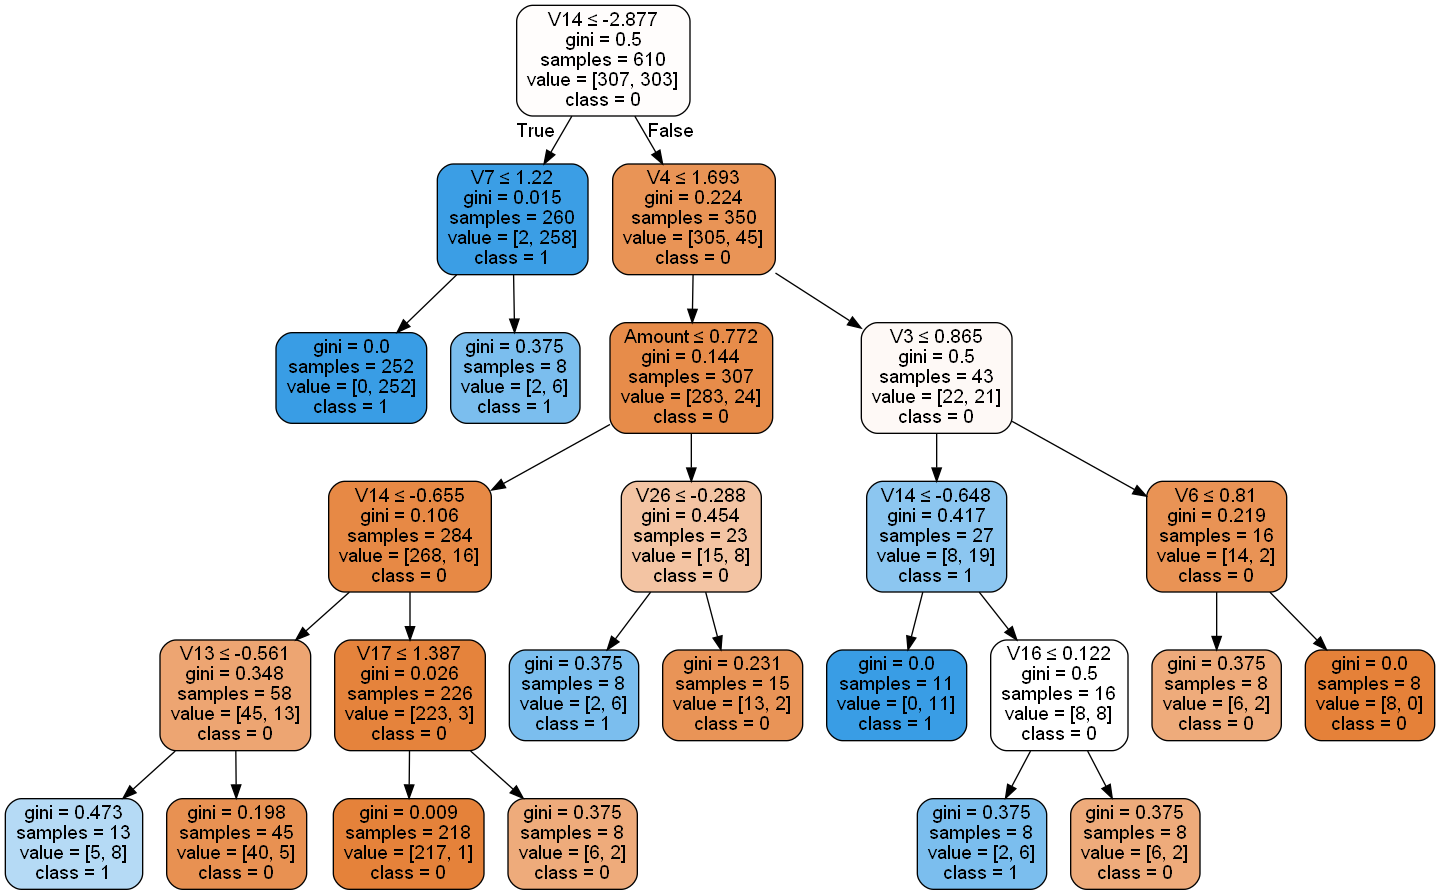 V14 ≤ -2.877
gini = 0.5
samples = 610
value = [307, 303]
class = 0
True
False
V7 ≤ 1.22
gini = 0.015
samples = 260
value = [2, 258]
class = 1
V4 ≤ 1.693
gini = 0.224
samples = 350
value = [305, 45]
class = 0
gini = 0.0
samples = 252
value = [0, 252]
class = 1
gini = 0.375
samples = 8
value = [2, 6]
class = 1
Amount ≤ 0.772
gini = 0.144
samples = 307
value = [283, 24]
class = 0
V3 ≤ 0.865
gini = 0.5
samples = 43
value = [22, 21]
class = 0
V14 ≤ -0.655
gini = 0.106
samples = 284
value = [268, 16]
class = 0
V26 ≤ -0.288
gini = 0.454
samples = 23
value = [15, 8]
class = 0
V14 ≤ -0.648
gini = 0.417
samples = 27
value = [8, 19]
class = 1
V6 ≤ 0.81
gini = 0.219
samples = 16
value = [14, 2]
class = 0
V13 ≤ -0.561
gini = 0.348
samples = 58
value = [45, 13]
class = 0
V17 ≤ 1.387
gini = 0.026
samples = 226
value = [223, 3]
class = 0
gini = 0.375
samples = 8
value = [2, 6]
class = 1
gini = 0.231
samples = 15
value = [13, 2]
class = 0
gini = 0.0
samples = 11
value = [0, 11]
class = 1
V16 ≤ 0.122
gini = 0.5
samples = 16
value = [8, 8]
class = 0
gini = 0.375
samples = 8
value = [6, 2]
class = 0
gini = 0.0
samples = 8
value = [8, 0]
class = 0
gini = 0.473
samples = 13
value = [5, 8]
class = 1
gini = 0.198
samples = 45
value = [40, 5]
class = 0
gini = 0.009
samples = 218
value = [217, 1]
class = 0
gini = 0.375
samples = 8
value = [6, 2]
class = 0
gini = 0.375
samples = 8
value = [2, 6]
class = 1
gini = 0.375
samples = 8
value = [6, 2]
class = 0